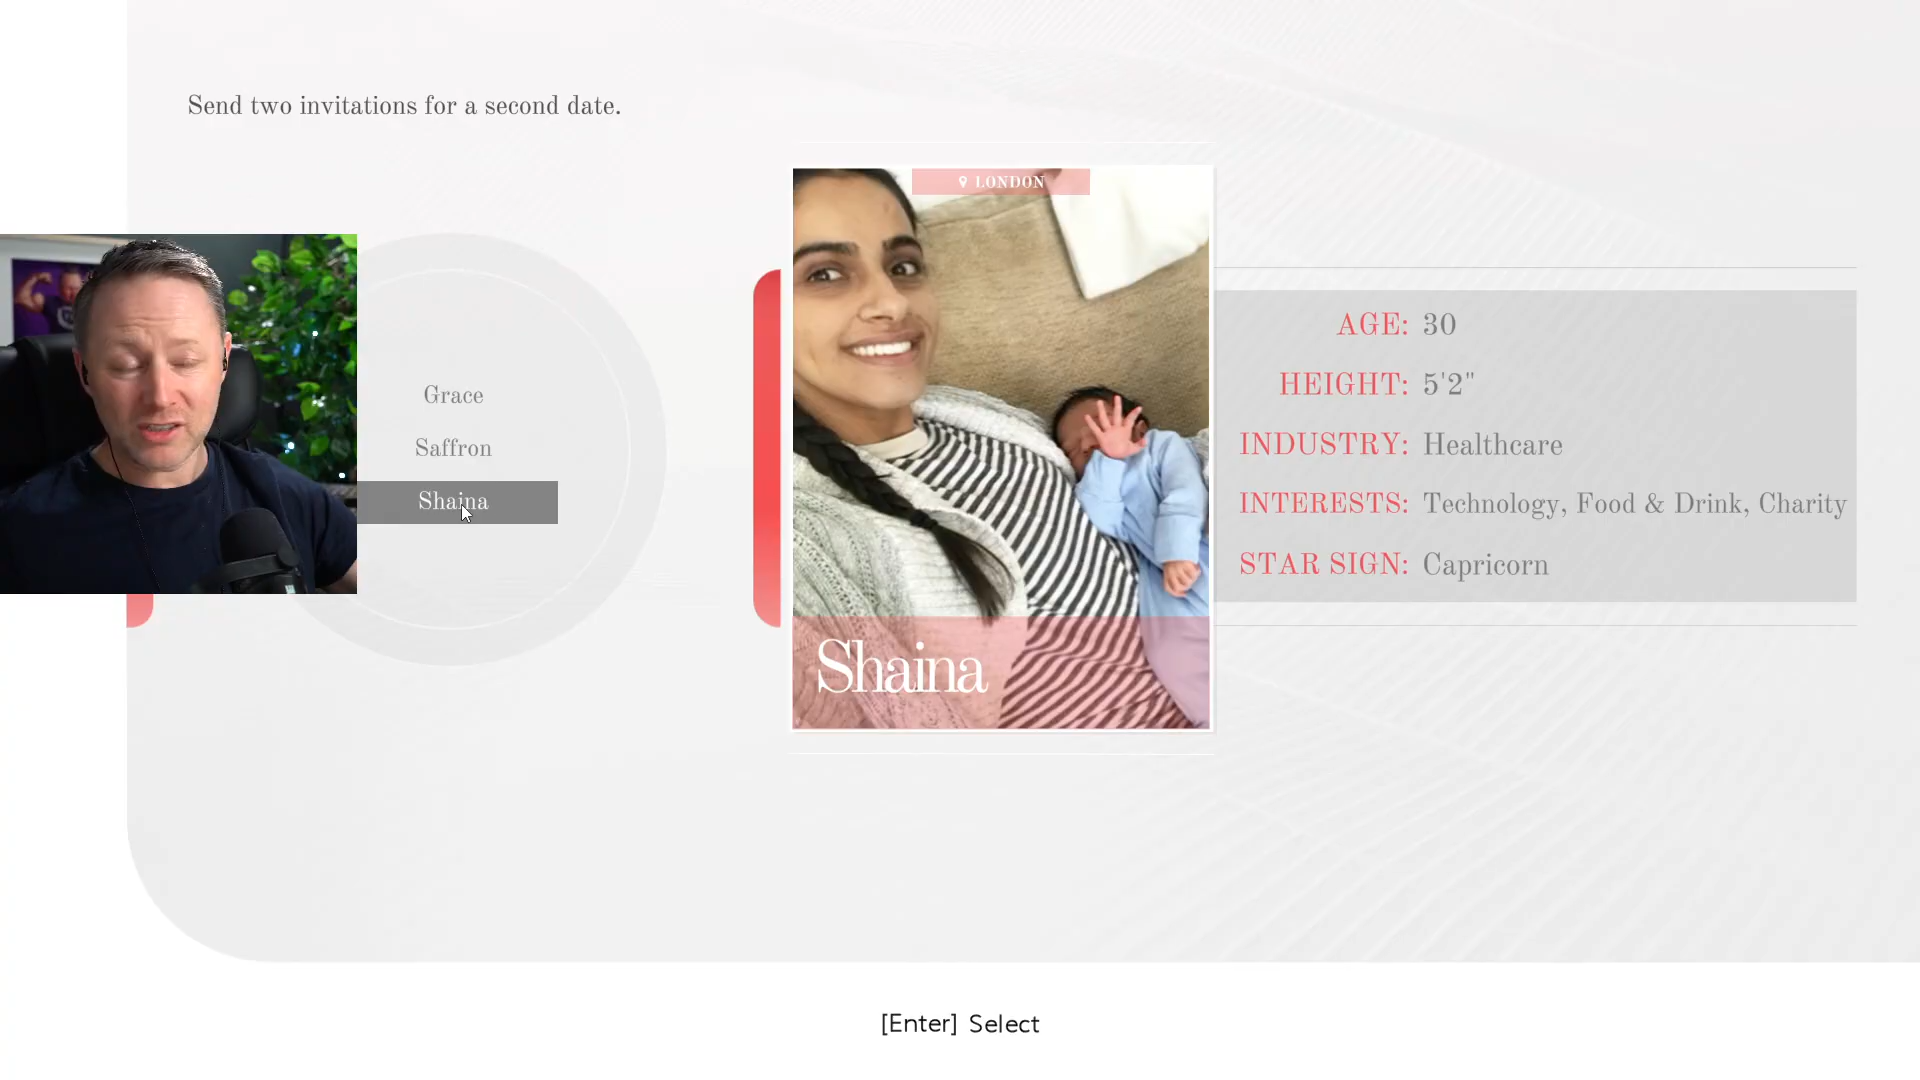 Send two invitations for a second date.
Grace
Saffron
Shaina
LONDON
Shaina
AGE: 30
HEIGHT: 5'2"
INDUSTRY: Healthcare
INTERESTS: Technology, Food & Drink, Charity
STAR SIGN: Capricorn
[Enter] Select